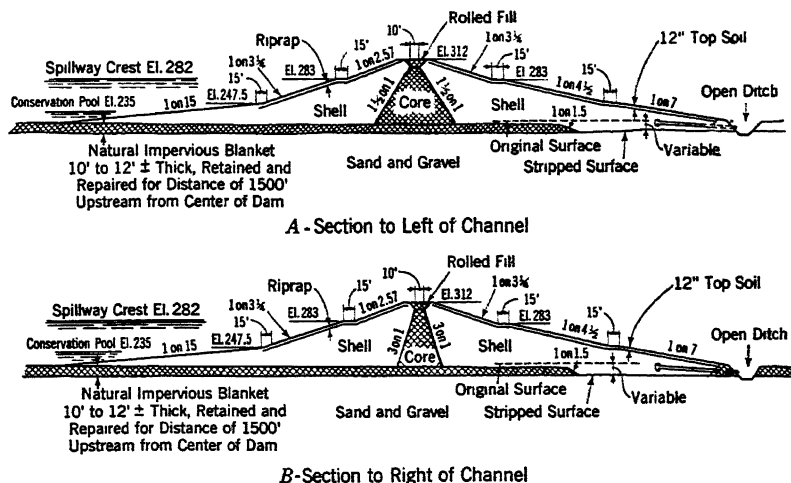 10'
Rolled Fill
Riprap
15'
1 on 2.57
El. 312
1 on 3½
15'
12" Top Soil
Spillway Crest El. 282
15'
1 on 3½
El. 283
El. 283
1 on 4½
15'
Conservation Pool El. 235
1 on 15
El. 247.5
Shell
1½ on 1
Core
1½ on 1
Shell
1 on 1.5
1 on 7
Open Ditch
Natural Impervious Blanket
10' to 12' ± Thick, Retained and
Repaired for Distance of 1500'
Upstream from Center of Dam
Sand and Gravel
Original Surface
Stripped Surface
Variable
A - Section to Left of Channel
10'
Rolled Fill
Riprap
15'
1 on 2.57
El. 312
1 on 3½
15'
12" Top Soil
Spillway Crest El. 282
15'
1 on 3½
El. 283
El. 283
1 on 4½
15'
Conservation Pool El. 235
1 on 15
El. 247.5
Shell
3 on 1
Core
3 on 1
Shell
1 on 1.5
1 on 7
Open Ditch
Natural Impervious Blanket
10' to 12' ± Thick, Retained and
Repaired for Distance of 1500'
Upstream from Center of Dam
Sand and Gravel
Original Surface
Stripped Surface
Variable
B-Section to Right of Channel